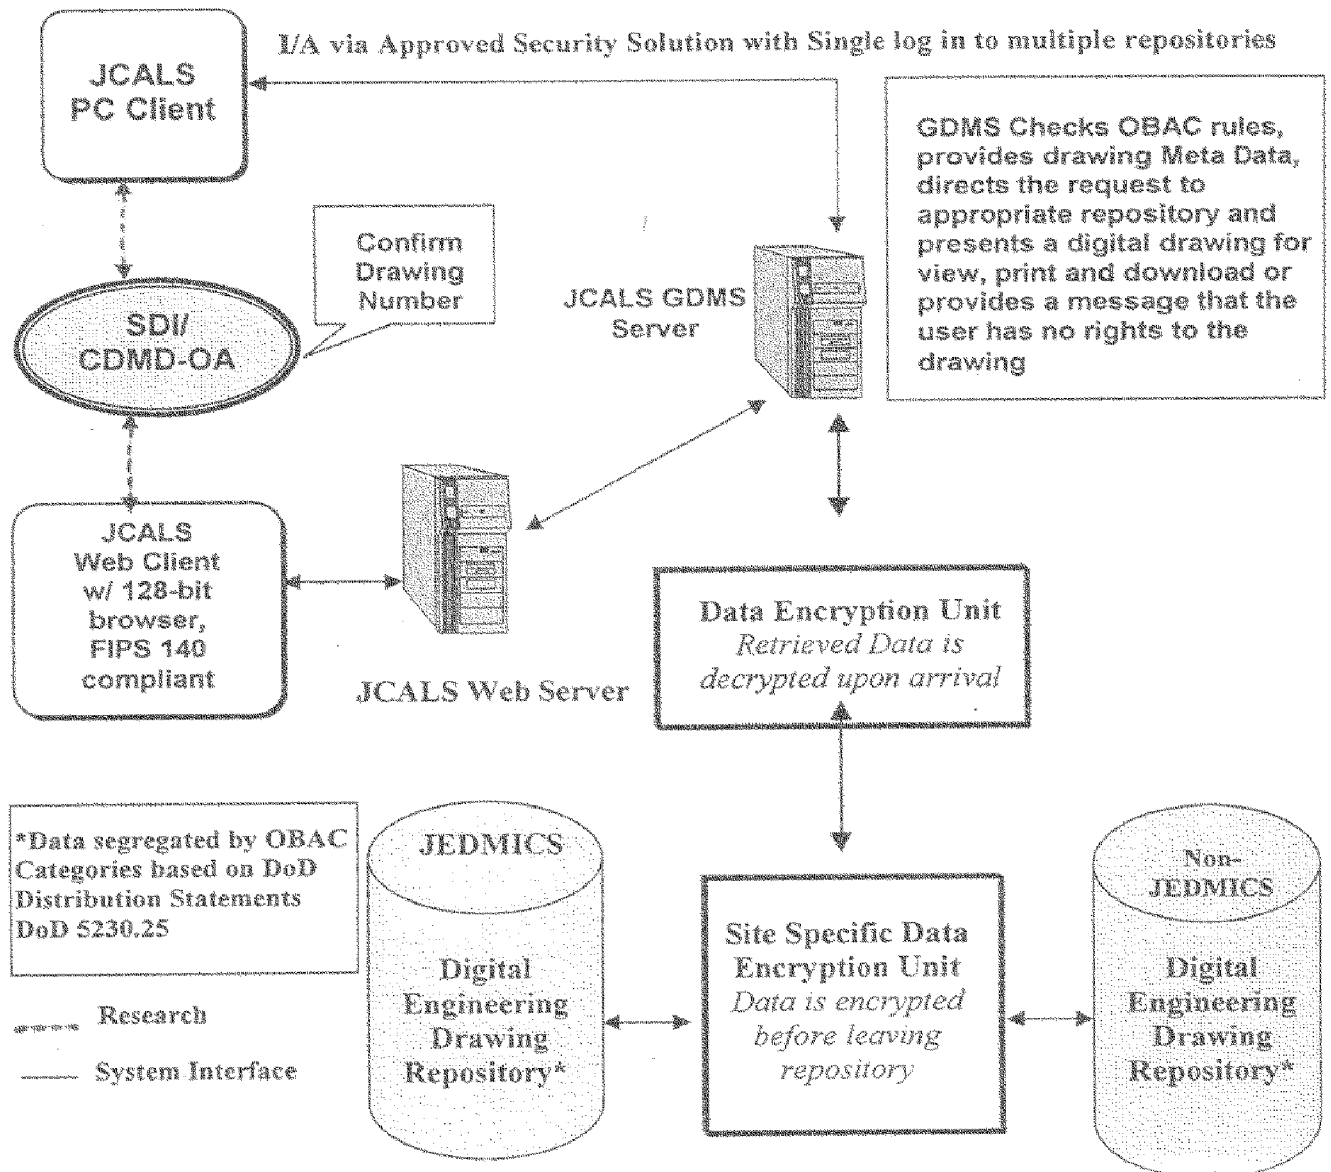 I/A via Approved Security Solution with Single log in to multiple repositories
JCALS
PC Client
GDMS Checks OBAC rules,
provides drawing Meta Data,
directs the request to
appropriate repository and
presents a digital drawing for
view, print and download or
provides a message that the
user has no rights to the
drawing
Confirm
Drawing
Number
JCALS GDMS
Server
SDI/
CDMD-OA
JCALS
Web Client
w/ 128-bit
browser,
FIPS 140
compliant
JCALS Web Server
Data Encryption Unit
Retrieved Data is
decrypted upon arrival
*Data segregated by OBAC
Categories based on DoD
Distribution Statements
DoD 5230.25
Research
System Interface
JEDMICS
Digital
Engineering
Drawing
Repository*
Site Specific Data
Encryption Unit
Data is encrypted
before leaving
repository
Non-
JEDMICS
Digital
Engineering
Drawing
Repository*